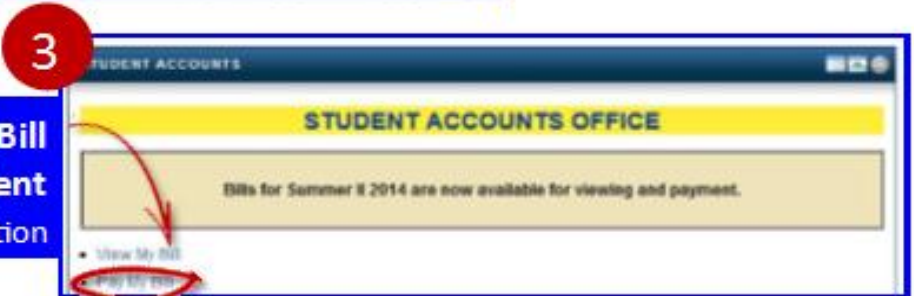 3
STUDENT ACCOUNTS
STUDENT ACCOUNTS OFFICE
Bill
ent
tion
Bills for Summer II 2014 are now available for viewing and payment.
• View My Bill
• Pay My Bill